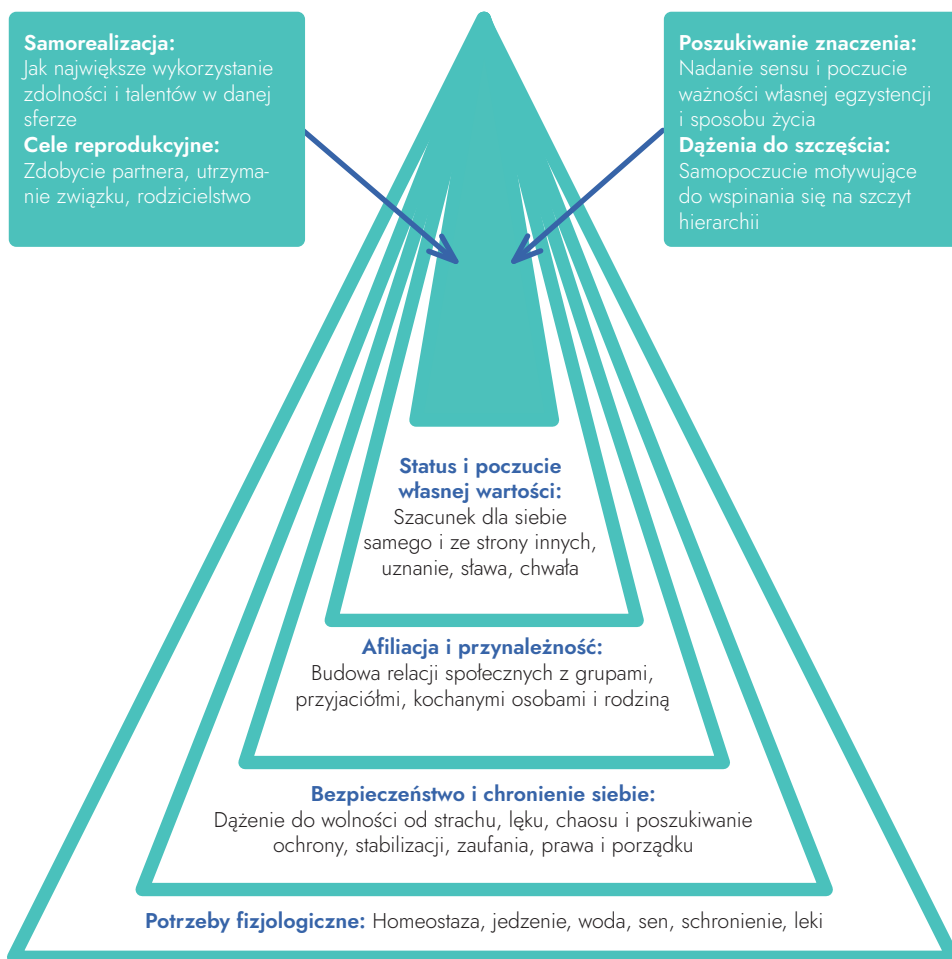 Samorealizacja:
Jak największe wykorzystanie
zdolności i talentów w danej
sferze
Cele reprodukcyjne:
Zdobycie partnera, utrzyma-
nie związku, rodzicielstwo
Poszukiwanie znaczenia:
Nadanie sensu i poczucie
ważności własnej egzystencji
i sposobu życia
Dążenia do szczęścia:
Samopoczucie motywujące
do wspinania się na szczyt
hierarchii
Status i poczucie
własnej wartości:
Szacunek dla siebie
samego i ze strony innych,
uznanie, sława, chwała
Afiliacja i przynależność:
Budowa relacji społecznych z grupami,
przyjaciółmi, kochanymi osobami i rodziną
Bezpieczeństwo i chronienie siebie:
Dążenie do wolności od strachu, lęku, chaosu i poszukiwanie
ochrony, stabilizacji, zaufania, prawa i porządku
Potrzeby fizjologiczne: Homeostaza, jedzenie, woda, sen, schronienie, leki